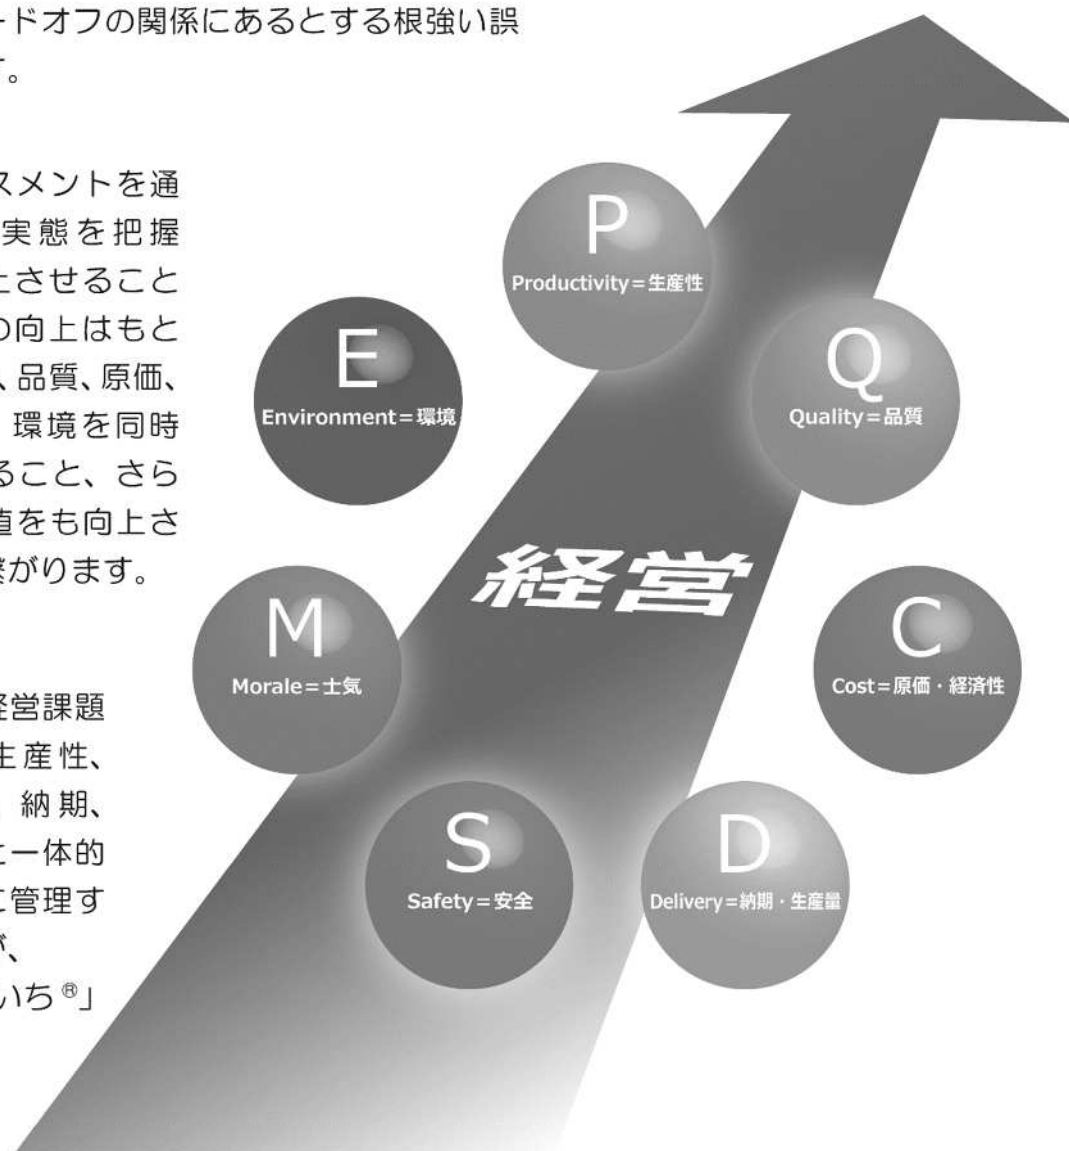 ードオフの関係にあるとする根強い誤
す。
スメントを通
実態を把握
上させること
の向上はもと
、品質、原価、
環境を同時
ること、さら
値をも向上さ
繋がります。
経営課題
生産性、
納期、
と一体的
に管理す
が、
いち®」
P
Productivity=生産性
E
Environment=環境
Q
Quality=品質
経営
M
Morale=士気
C
Cost=原価・経済性
S
Safety=安全
D
Delivery=納期・生産量